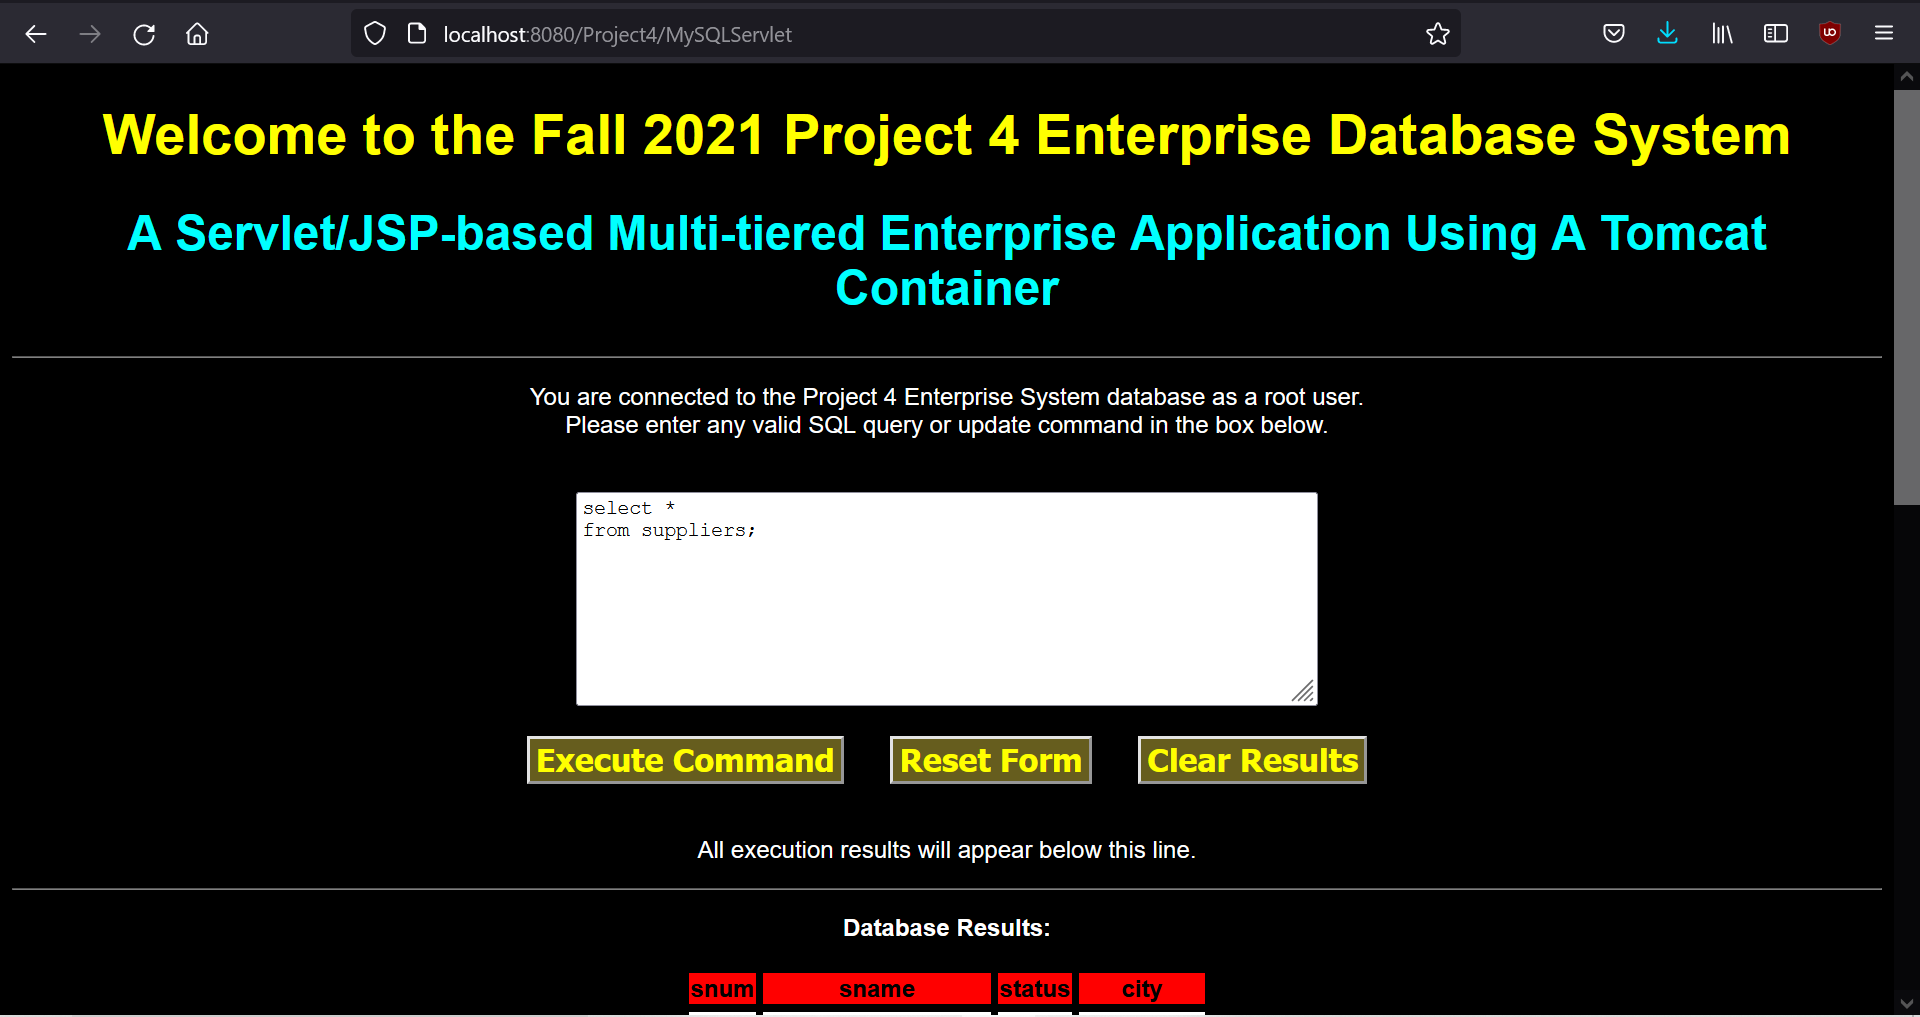 localhost:8080/Project4/MySQLServlet
Welcome to the Fall 2021 Project 4 Enterprise Database System
A Servlet/JSP-based Multi-tiered Enterprise Application Using A Tomcat
Container
You are connected to the Project 4 Enterprise System database as a root user.
Please enter any valid SQL query or update command in the box below.
select *
from suppliers;
Execute Command Reset Form Clear Results
All execution results will appear below this line.
Database Results:
snum sname status city